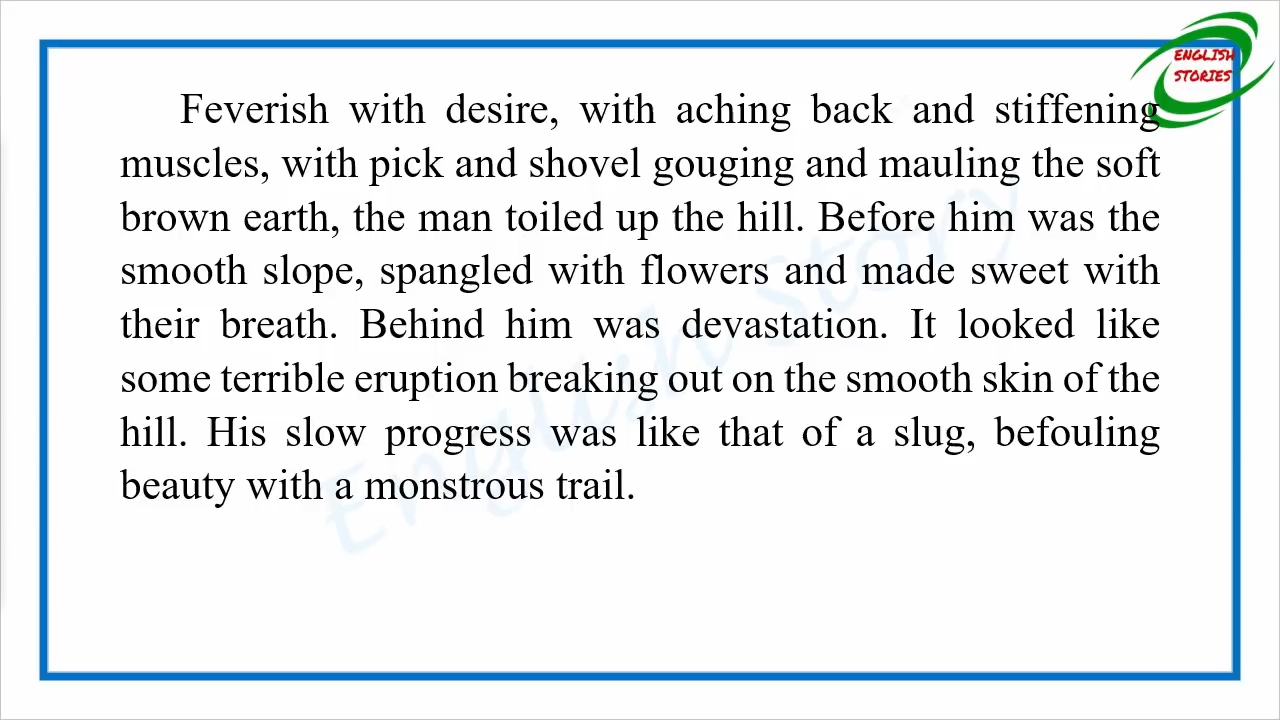 ENGLISH
STORIES
Feverish with desire, with aching back and stiffening
muscles, with pick and shovel gouging and mauling the soft
brown earth, the man toiled up the hill. Before him was the
smooth slope, spangled with flowers and made sweet with
their breath. Behind him was devastation. It looked like
some terrible eruption breaking out on the smooth skin of the
hill. His slow progress was like that of a slug, befouling
beauty with a monstrous trail.
English Story